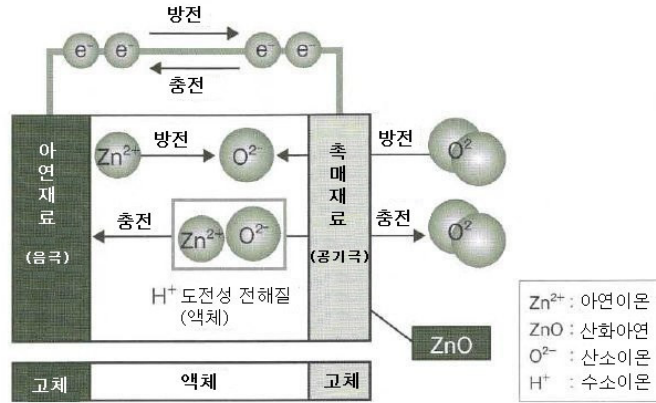 방전
e⁻ e⁻ e⁻ e⁻
충전
아연재료
(음극)
Zn²⁺
방전
O²⁻
촉매재료
(공기극)
방전
O²
충전
Zn²⁺
O²⁻
충전
O²
H⁺ 도전성 전해질
(액체)
ZnO
Zn²⁺ : 아연이온
ZnO : 산화아연
O²⁻ : 산소이온
H⁺ : 수소이온
고체
액체
고체